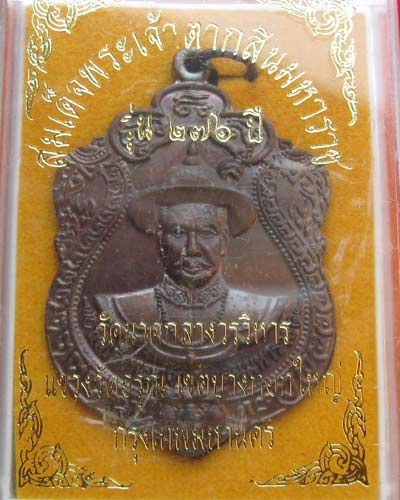 สมเด็จพระเจ้าตากสินมหาราช
รุ่น ๒๗๖ ปี
วัดนาคกลางวรวิหาร
แขวงวัดอรุณ เขตบางกอกใหญ่
กรุงเทพมหานคร